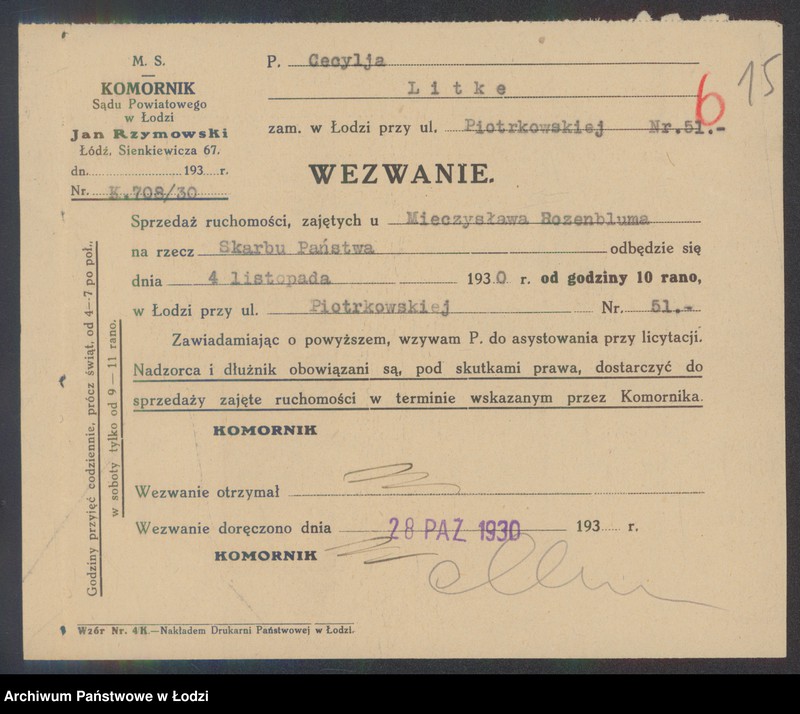 M. S.
KOMORNIK
Sądu Powiatowego
w Łodzi
Jan Rzymowski
Łódź, Sienkiewicza 67.
dn. 193 r.
Nr. K.708/30
P. Cecylja
Litke
zam. w Łodzi przy ul. Piotrkowskiej Nr.51.-
6
15
WEZWANIE.
Sprzedaż ruchomości, zajętych u Mieczysława Rozenbluma
na rzecz Skarbu Państwa odbędzie się
dnia 4 listopada 1930 r. od godziny 10 rano,
w Łodzi przy ul. Piotrkowskiej Nr. 51.-
Zawiadamiając o powyższem, wzywam P. do asystowania przy licytacji.
Nadzorca i dłużnik obowiązani są, pod skutkami prawa, dostarczyć do
sprzedaży zajęte ruchomości w terminie wskazanym przez Komornika.
KOMORNIK
Wezwanie otrzymał
Wezwanie doręczono dnia 28 PAZ 1930 193 r.
KOMORNIK
Godziny przyjęć codziennie, prócz świąt, od 4—7 po poł.,
w soboty tylko od 9 — 11 rano.
Wzór Nr. 4/K.—Nakładem Drukarni Państwowej w Łodzi.
Archiwum Państwowe w Łodzi